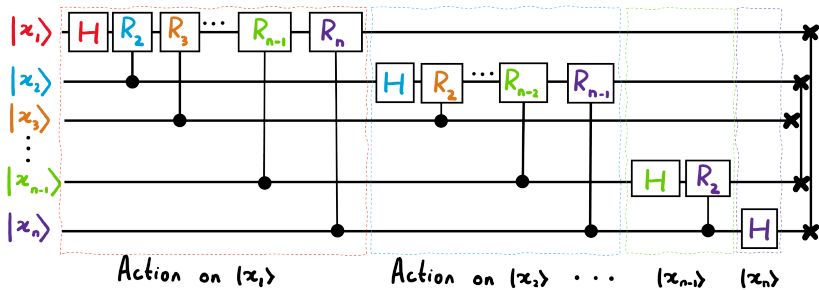 |x₁⟩ H R₂ R₃ ... Rₙ₋₁ Rₙ
|x₂⟩ H R₂ ... Rₙ₋₂ Rₙ₋₁
|x₃⟩
⋮
|xₙ₋₁⟩ H R₂
|xₙ⟩ H
Action on |x₁⟩ Action on |x₂⟩ ... |xₙ₋₁⟩ |xₙ⟩